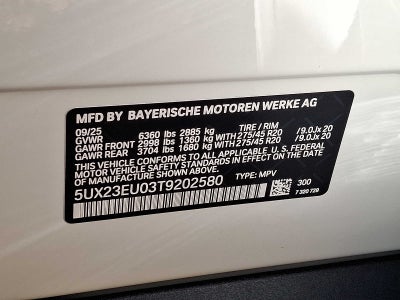 MFD BY BAYERISCHE MOTOREN WERKE AG
09/25 TIRE / RIM
GVWR 6360 lbs 2885 kg
GAWR FRONT 2998 lbs 1360 kg WITH 275/45 R20 / 9.0Jx 20
GAWR REAR 3704 lbs 1680 kg WITH 275/45 R20 / 9.0Jx 20
THIS VEHICLE CONFORMS TO ALL APPLICABLE U.S. FEDERAL
MOTOR VEHICLE SAFETY STANDARDS IN EFFECT ON
THE DATE OF MANUFACTURE SHOWN ABOVE.
5UX23EU03T9202580 TYPE: MPV
300
7 320 729